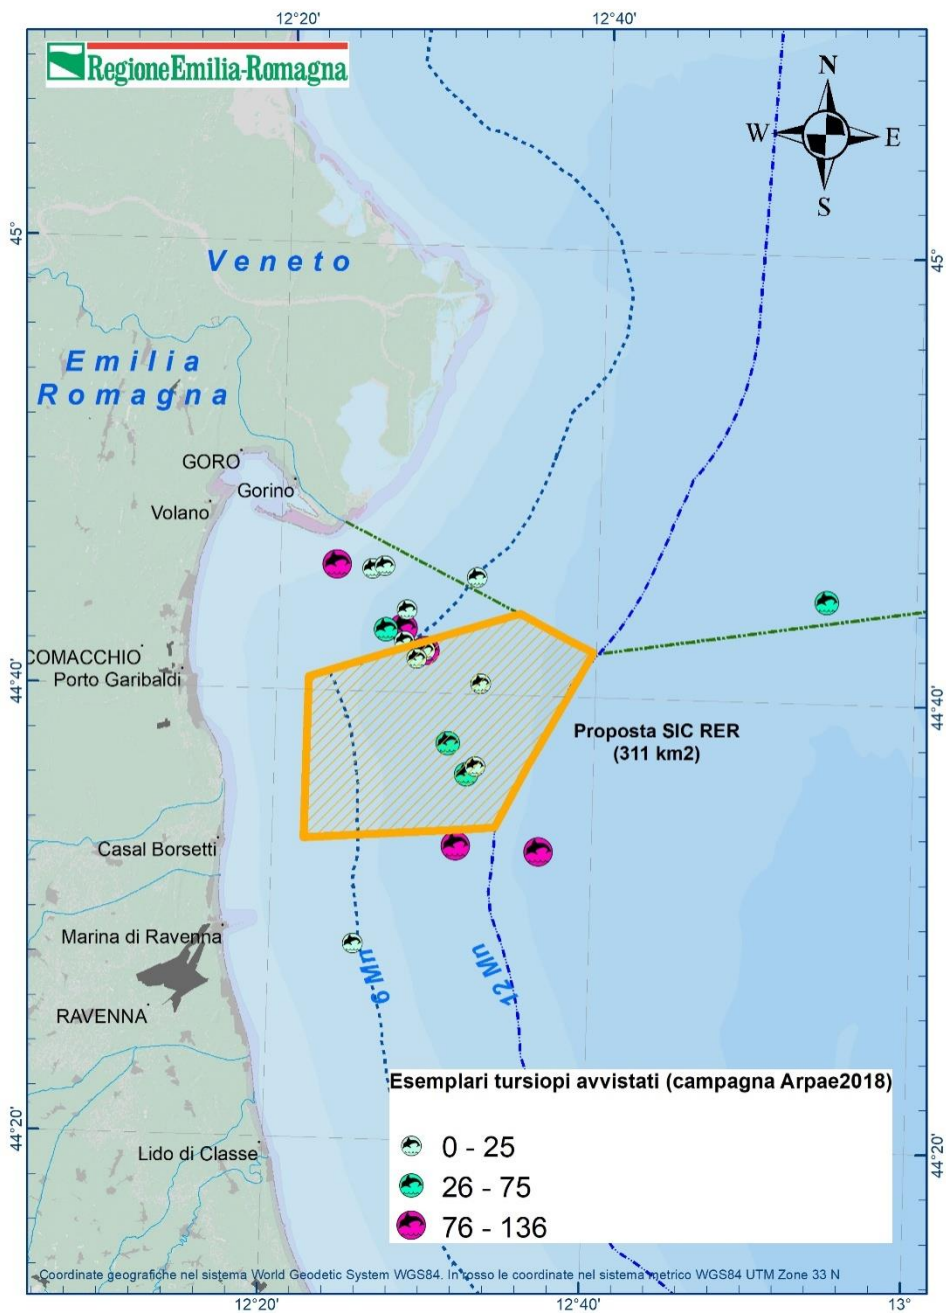 12°20'
12°40'
RegioneEmilia-Romagna
N
W
E
S
45°
45°
Veneto
Emilia
Romagna
GORO
Gorino
Volano
COMACCHIO
Porto Garibaldi
44°40'
44°40'
Proposta SIC RER
(311 km2)
Casal Borsetti
Marina di Ravenna
6 Mn
12 Mn
RAVENNA
Esemplari tursiopi avvistati (campagna Arpae2018)
0 - 25
26 - 75
76 - 136
44°20'
44°20'
Lido di Classe
Coordinate geografiche nel sistema World Geodetic System WGS84. In rosso le coordinate nel sistema metrico WGS84 UTM Zone 33 N
12°20'
12°40'
13°